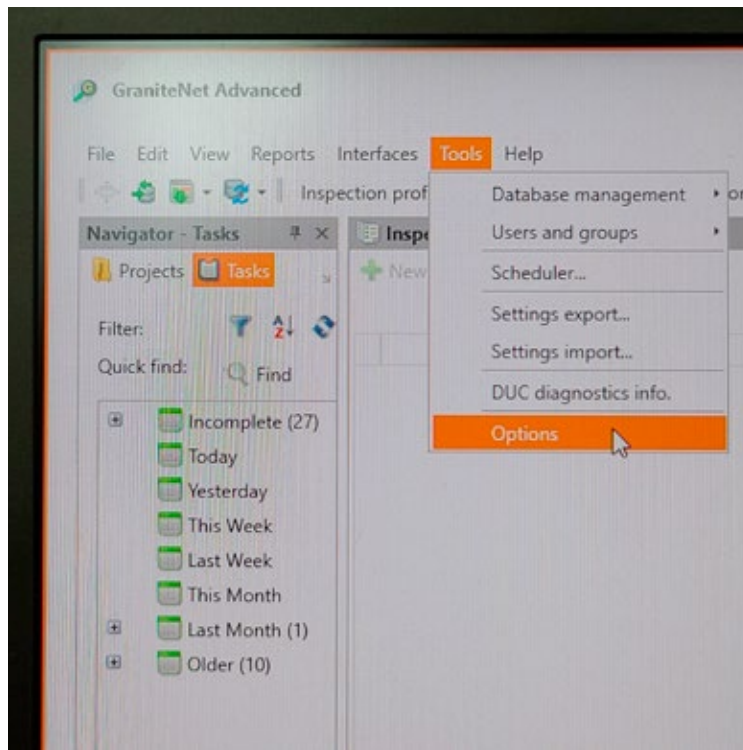 GraniteNet Advanced
File Edit View Reports Interfaces Tools Help
Inspection prof
Database management
Navigator - Tasks
Inspe
Users and groups
Projects Tasks
New
Scheduler...
Filter:
Settings export...
Settings import...
Quick find: Find
DUC diagnostics info.
Incomplete (27)
Options
Today
Yesterday
This Week
Last Week
This Month
Last Month (1)
Older (10)